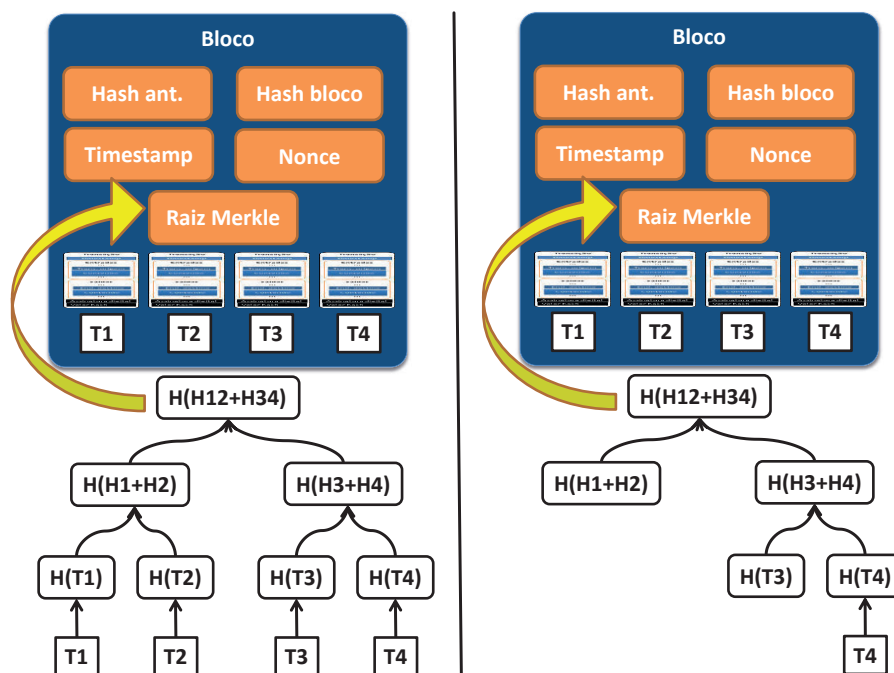 Bloco
Hash ant. Hash bloco
Timestamp Nonce
Raiz Merkle
T1 T2 T3 T4
H(H12+H34)
H(H1+H2) H(H3+H4)
H(T1) H(T2) H(T3) H(T4)
T1 T2 T3 T4
Bloco
Hash ant. Hash bloco
Timestamp Nonce
Raiz Merkle
T1 T2 T3 T4
H(H12+H34)
H(H1+H2) H(H3+H4)
H(T3) H(T4)
T4